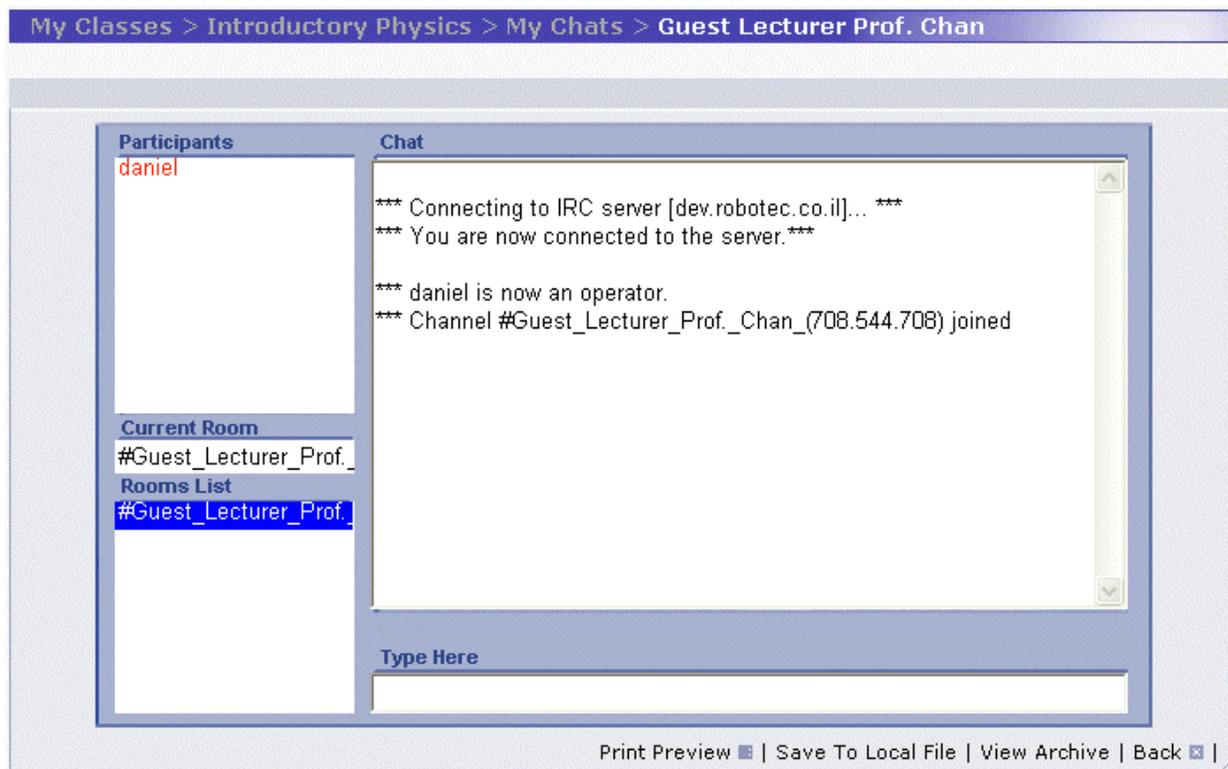 My Classes > Introductory Physics > My Chats > Guest Lecturer Prof. Chan
Participants
daniel
Chat
*** Connecting to IRC server [dev.robotec.co.il]... ***
*** You are now connected to the server.***
*** daniel is now an operator.
*** Channel #Guest_Lecturer_Prof._Chan_(708.544.708) joined
Current Room
#Guest_Lecturer_Prof._
Rooms List
#Guest_Lecturer_Prof._
Type Here
Print Preview | Save To Local File | View Archive | Back |